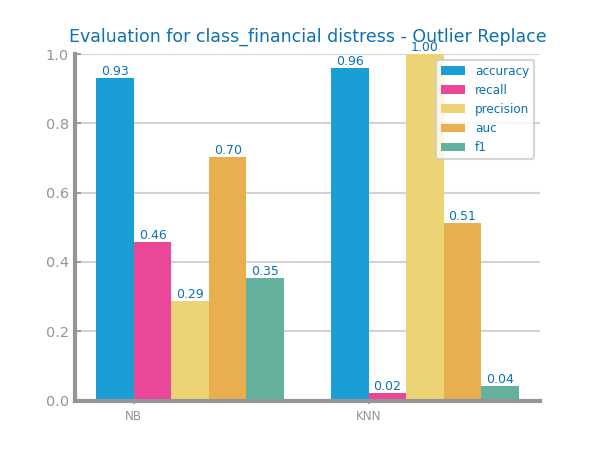 Evaluation for class_financial distress - Outlier Replace
1.0
0.8
0.6
0.4
0.2
0.0
0.93
0.46
0.29
0.70
0.35
0.96
0.02
1.00
0.51
0.04
accuracy
recall
precision
auc
f1
NB
KNN